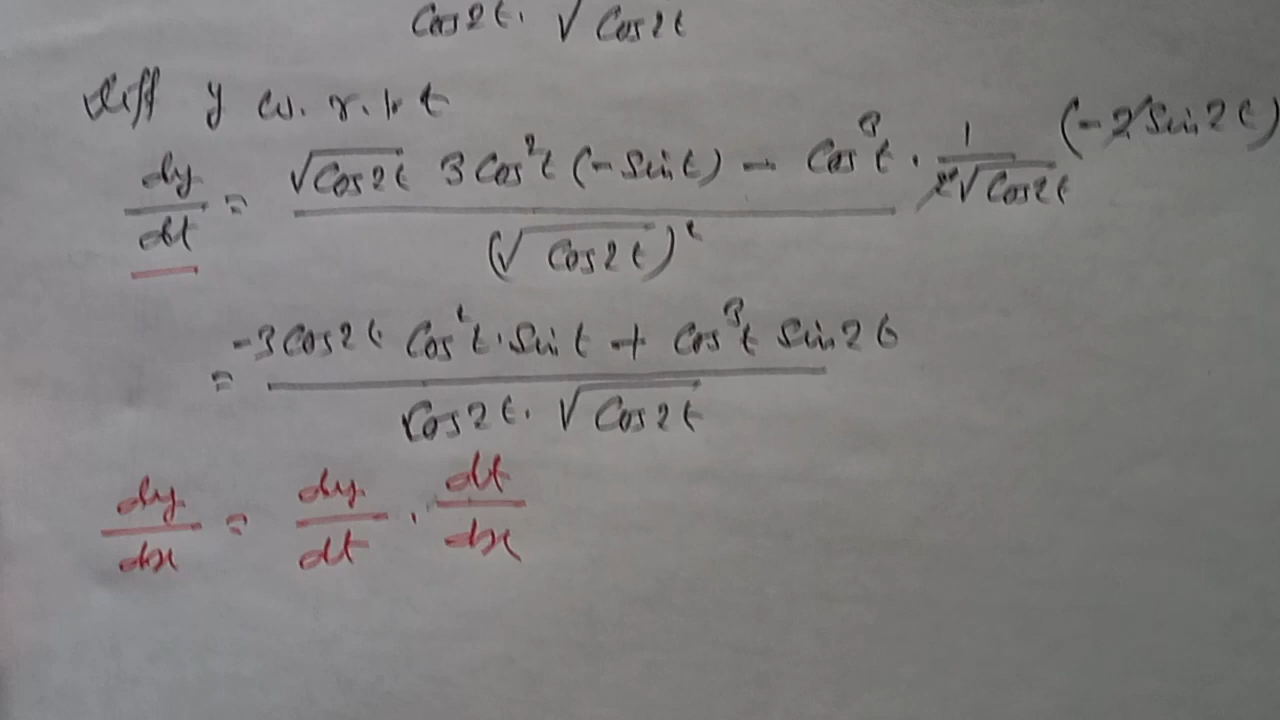 Cos2t. √Cos2t
Diff y w.r.to t
dy/dt = (√Cos2t 3Cos²t (-Sint) - Cos³t . 1/(2√Cos2t) (-2Sin2t)) / (√Cos2t)²
= (-3Cos2t Cos²t.Sint + Cos³t Sin2t) / (Cos2t. √Cos2t)
dy/dx = dy/dt . dt/dx